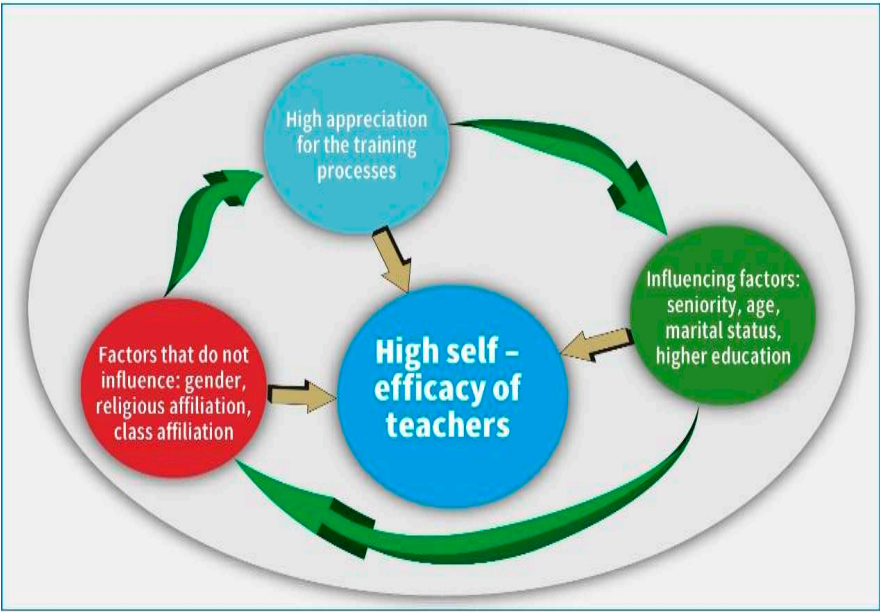 High appreciation
for the training
processes
Influencing factors:
seniority, age,
marital status,
higher education
High self –
efficacy of
teachers
Factors that do not
influence: gender,
religious affiliation,
class affiliation